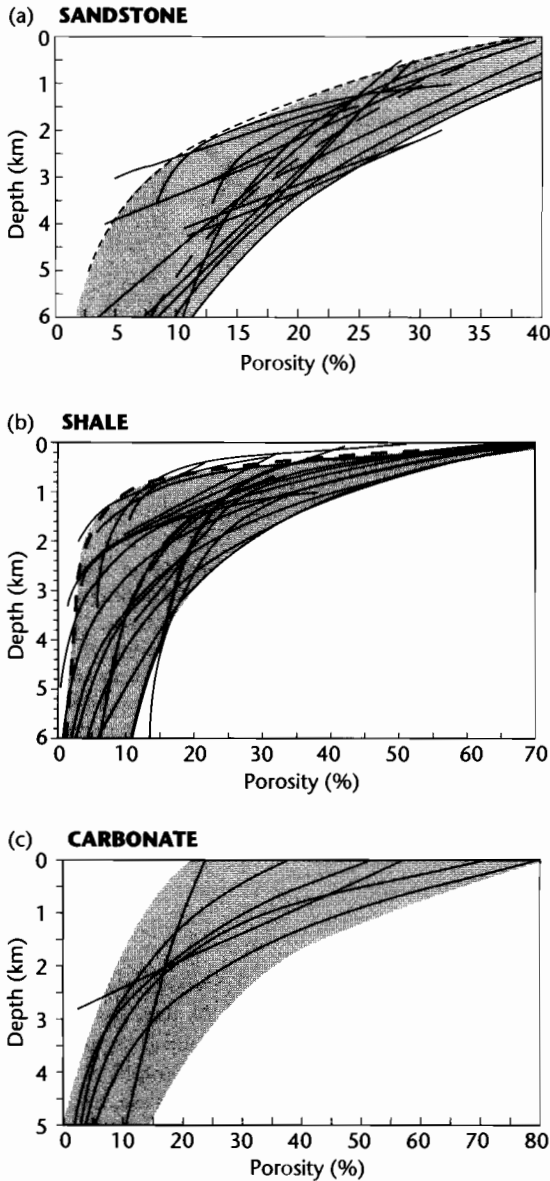 (a) SANDSTONE
0
1
2
3
4
5
6
Depth (km)
0 5 10 15 20 25 30 35 40
Porosity (%)
(b) SHALE
0
1
2
3
4
5
6
Depth (km)
0 10 20 30 40 50 60 70
Porosity (%)
(c) CARBONATE
0
1
2
3
4
5
Depth (km)
0 10 20 30 40 50 60 70 80
Porosity (%)